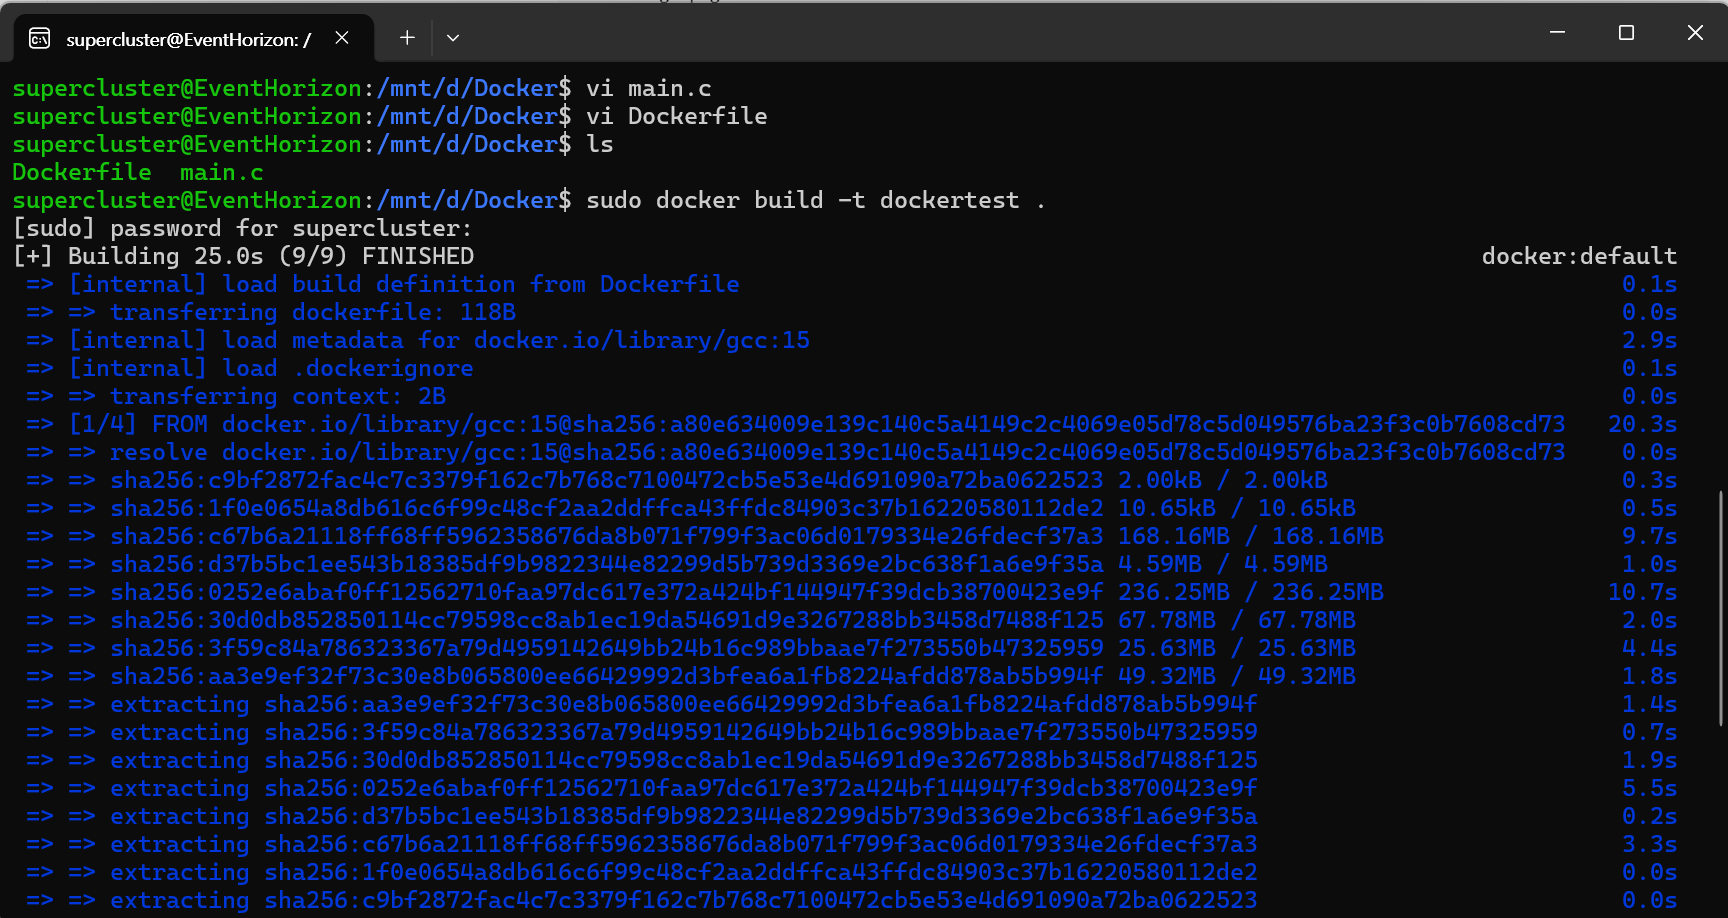 supercluster@EventHorizon: /
supercluster@EventHorizon:/mnt/d/Docker$ vi main.c
supercluster@EventHorizon:/mnt/d/Docker$ vi Dockerfile
supercluster@EventHorizon:/mnt/d/Docker$ ls
Dockerfile  main.c
supercluster@EventHorizon:/mnt/d/Docker$ sudo docker build -t dockertest .
[sudo] password for supercluster:
[+] Building 25.0s (9/9) FINISHED docker:default
=> [internal] load build definition from Dockerfile 0.1s
=> => transferring dockerfile: 118B 0.0s
=> [internal] load metadata for docker.io/library/gcc:15 2.9s
=> [internal] load .dockerignore 0.1s
=> => transferring context: 2B 0.0s
=> [1/4] FROM docker.io/library/gcc:15@sha256:a80e634009e139c140c5a4149c2c4069e05d78c5d049576ba23f3c0b7608cd73 20.3s
=> => resolve docker.io/library/gcc:15@sha256:a80e634009e139c140c5a4149c2c4069e05d78c5d049576ba23f3c0b7608cd73 0.0s
=> => sha256:c9bf2872fac4c7c3379f162c7b768c7100472cb5e53e4d691090a72ba0622523 2.00kB / 2.00kB 0.3s
=> => sha256:1f0e0654a8db616c6f99c48cf2aa2ddffca43ffdc84903c37b16220580112de2 10.65kB / 10.65kB 0.5s
=> => sha256:c67b6a21118ff68ff5962358676da8b071f799f3ac06d0179334e26fdecf37a3 168.16MB / 168.16MB 9.7s
=> => sha256:d37b5bc1ee543b18385df9b9822344e82299d5b739d3369e2bc638f1a6e9f35a 4.59MB / 4.59MB 1.0s
=> => sha256:0252e6abaf0ff12562710faa97dc617e372a424bf144947f39dcb38700423e9f 236.25MB / 236.25MB 10.7s
=> => sha256:30d0db852850114cc79598cc8ab1ec19da54691d9e3267288bb3458d7488f125 67.78MB / 67.78MB 2.0s
=> => sha256:3f59c84a786323367a79d4959142649bb24b16c989bbaae7f273550b47325959 25.63MB / 25.63MB 4.4s
=> => sha256:aa3e9ef32f73c30e8b065800ee66429992d3bfea6a1fb8224afdd878ab5b994f 49.32MB / 49.32MB 1.8s
=> => extracting sha256:aa3e9ef32f73c30e8b065800ee66429992d3bfea6a1fb8224afdd878ab5b994f 1.4s
=> => extracting sha256:3f59c84a786323367a79d4959142649bb24b16c989bbaae7f273550b47325959 0.7s
=> => extracting sha256:30d0db852850114cc79598cc8ab1ec19da54691d9e3267288bb3458d7488f125 1.9s
=> => extracting sha256:0252e6abaf0ff12562710faa97dc617e372a424bf144947f39dcb38700423e9f 5.5s
=> => extracting sha256:d37b5bc1ee543b18385df9b9822344e82299d5b739d3369e2bc638f1a6e9f35a 0.2s
=> => extracting sha256:c67b6a21118ff68ff5962358676da8b071f799f3ac06d0179334e26fdecf37a3 3.3s
=> => extracting sha256:1f0e0654a8db616c6f99c48cf2aa2ddffca43ffdc84903c37b16220580112de2 0.0s
=> => extracting sha256:c9bf2872fac4c7c3379f162c7b768c7100472cb5e53e4d691090a72ba0622523 0.0s